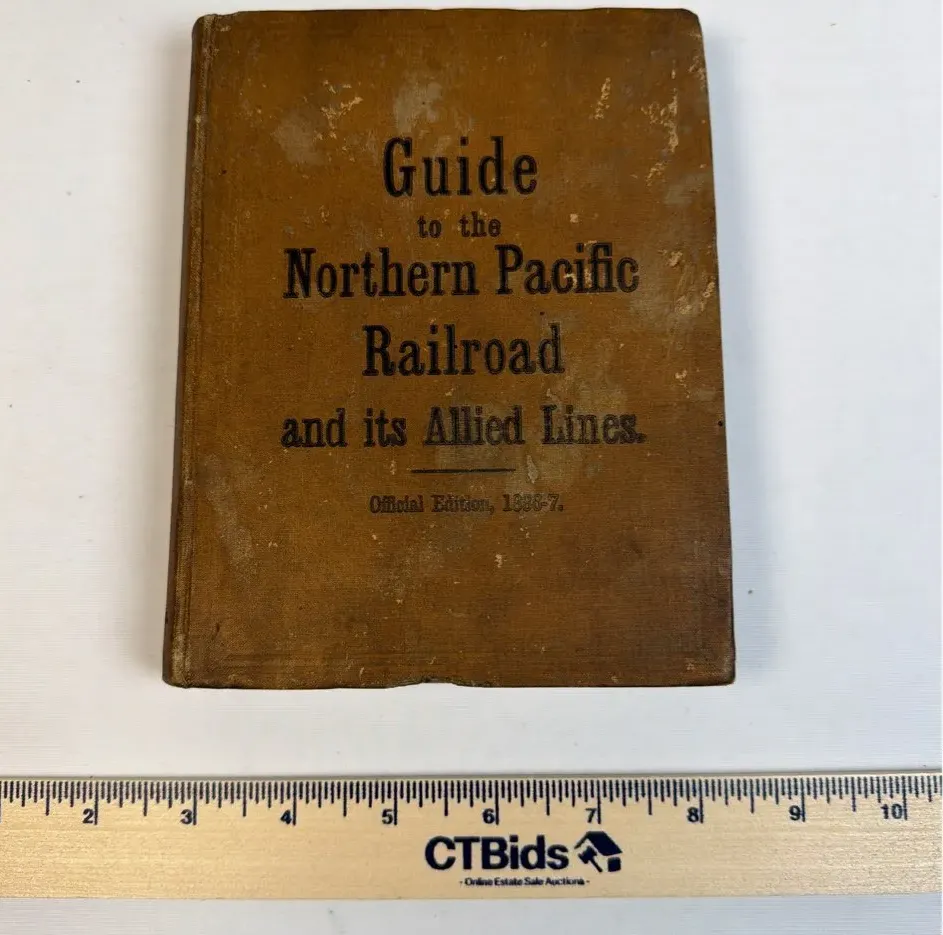 Guide
to the
Northern Pacific
Railroad
and its Allied Lines.
Official Edition, 1886-7.
2 3 4 5 6 7 8 9 10
CTBids
- Online Estate Sale Auctions -